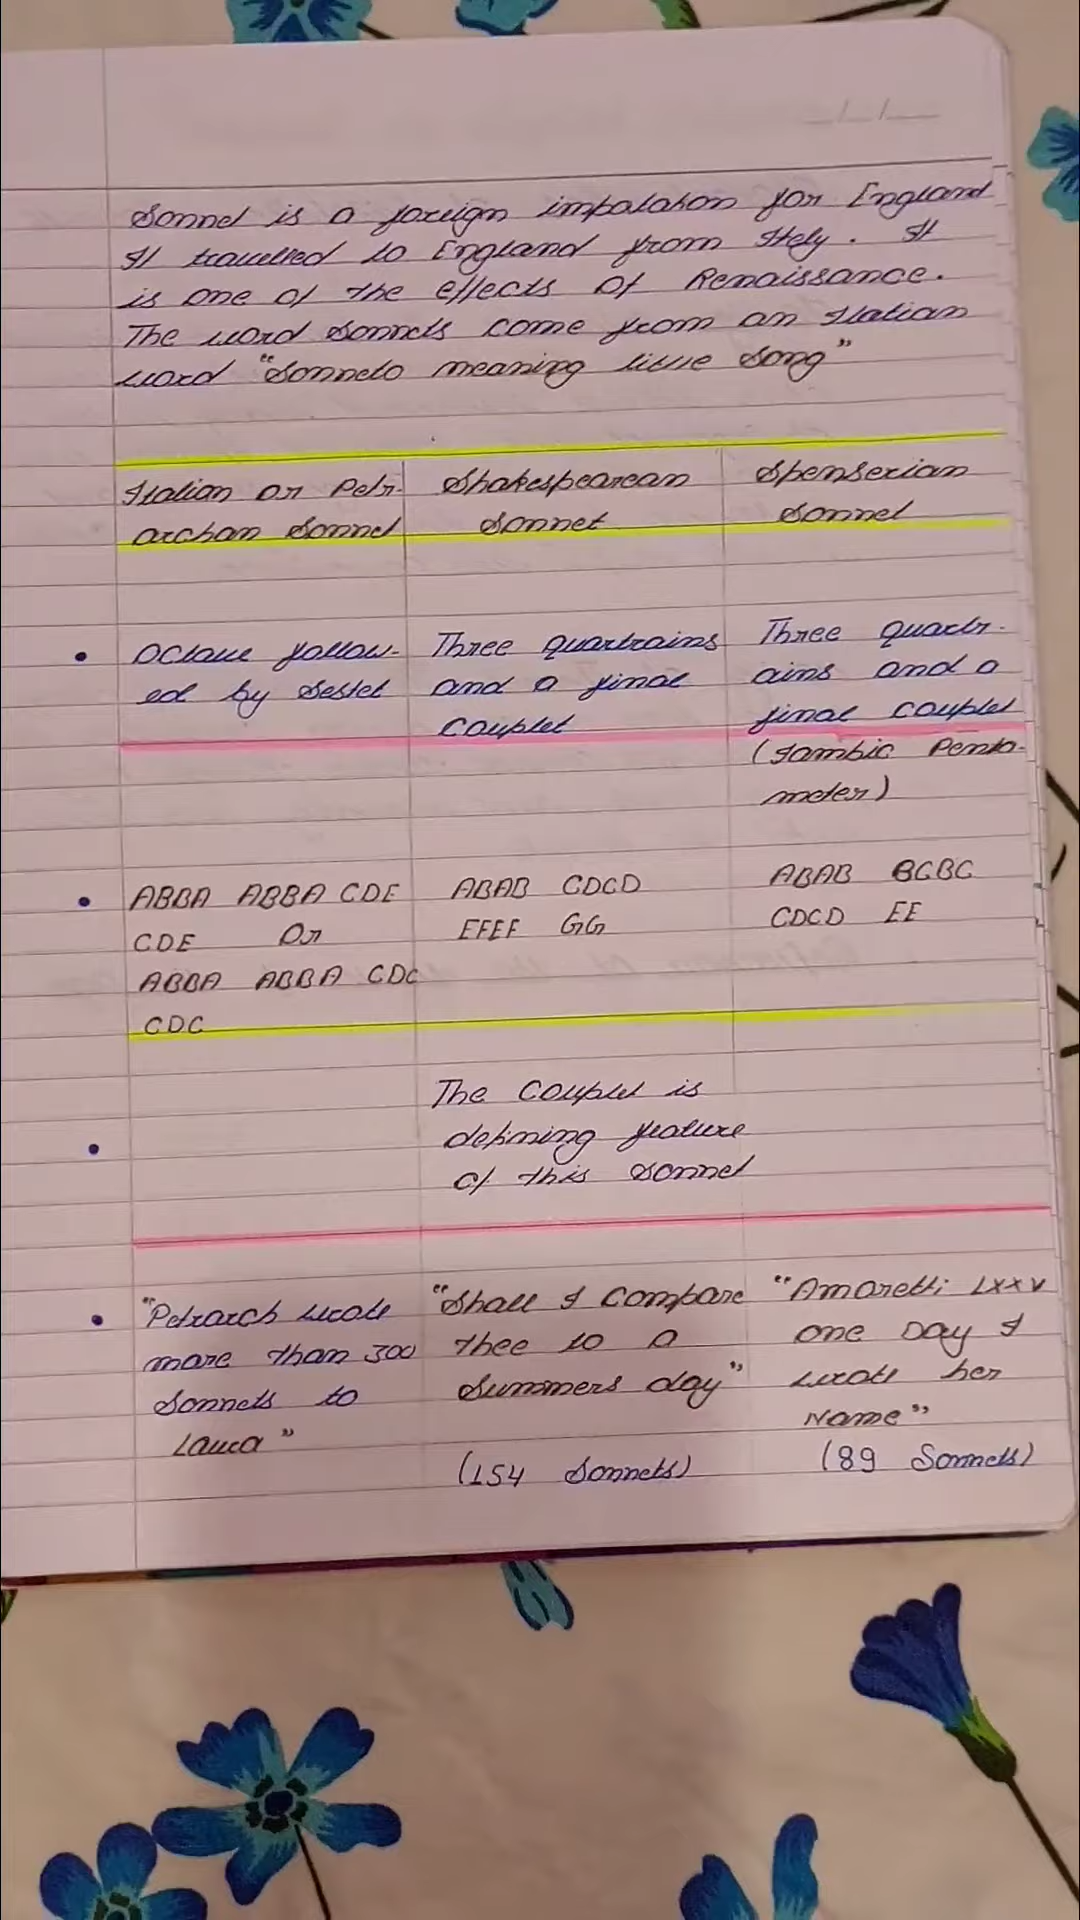 Sonnet is a foreign impotation for England
It travelled to England from Itely. It
is one of the effects of Renaissance.
The word Sonnets come from an Italian
word "Sonneto meaning little Song"
Italian or Petr-
archan Sonnet
Shakespearean
Sonnet
Spenserian
Sonnet
Octave follow-
ed by Sestet
Three Quartrains
and a final
Couplet
Three Quartr-
ains and a
final Couplet
(Iambic Penta-
meter)
ABBA ABBA CDE
CDE Or
ABBA ABBA CDC
CDC
ABAB CDCD
EFEF GG
ABAB BCBC
CDCD EE
The Couplet is
defining feature
of this Sonnet
"Petrarch wrote
more than 300
Sonnets to
Laura"
"Shall I Compare
Thee to a
Summers day"
(154 Sonnets)
"Amoretti LXXV
One Day I
wrote her
Name"
(89 Sonnets)